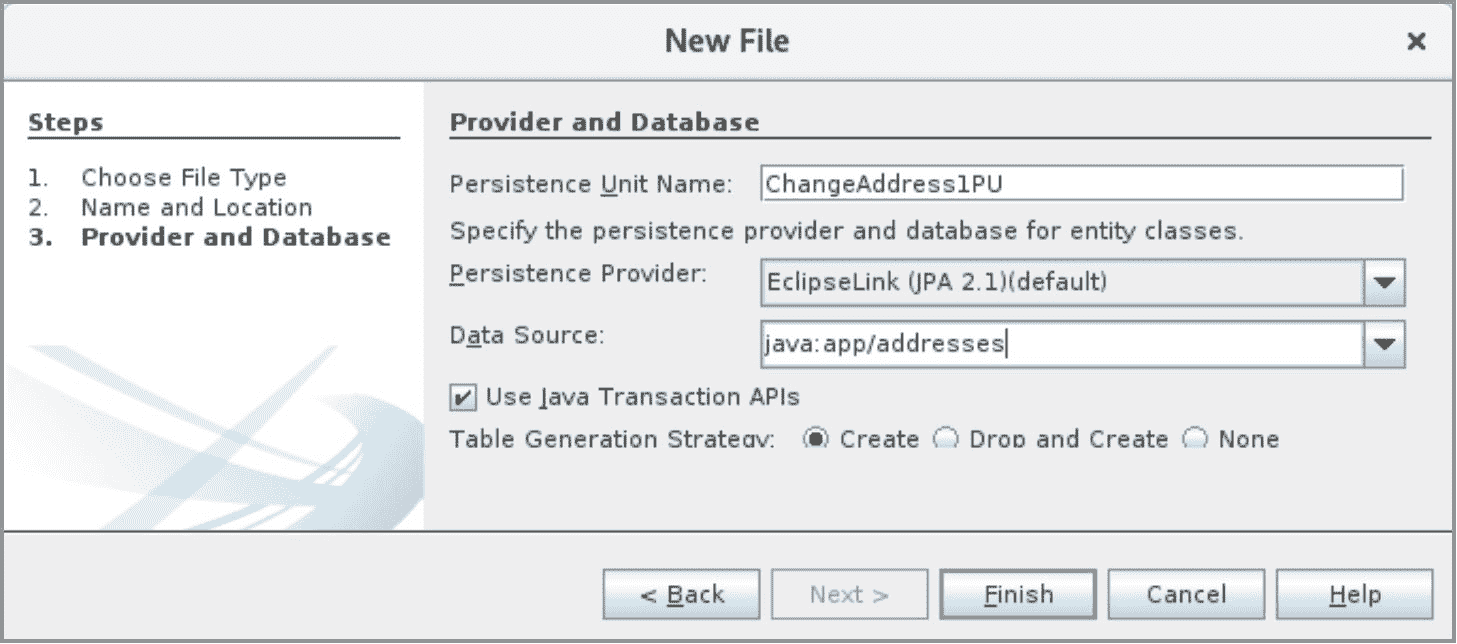 New File
Steps
1. Choose File Type
2. Name and Location
3. Provider and Database
Provider and Database
Persistence Unit Name: ChangeAddress1PU
Specify the persistence provider and database for entity classes.
Persistence Provider: EclipseLink (JPA 2.1)(default)
Data Source: java:app/addresses
Use Java Transaction APIs
Table Generation Strategy: Create Drop and Create None
< Back Next > Finish Cancel Help